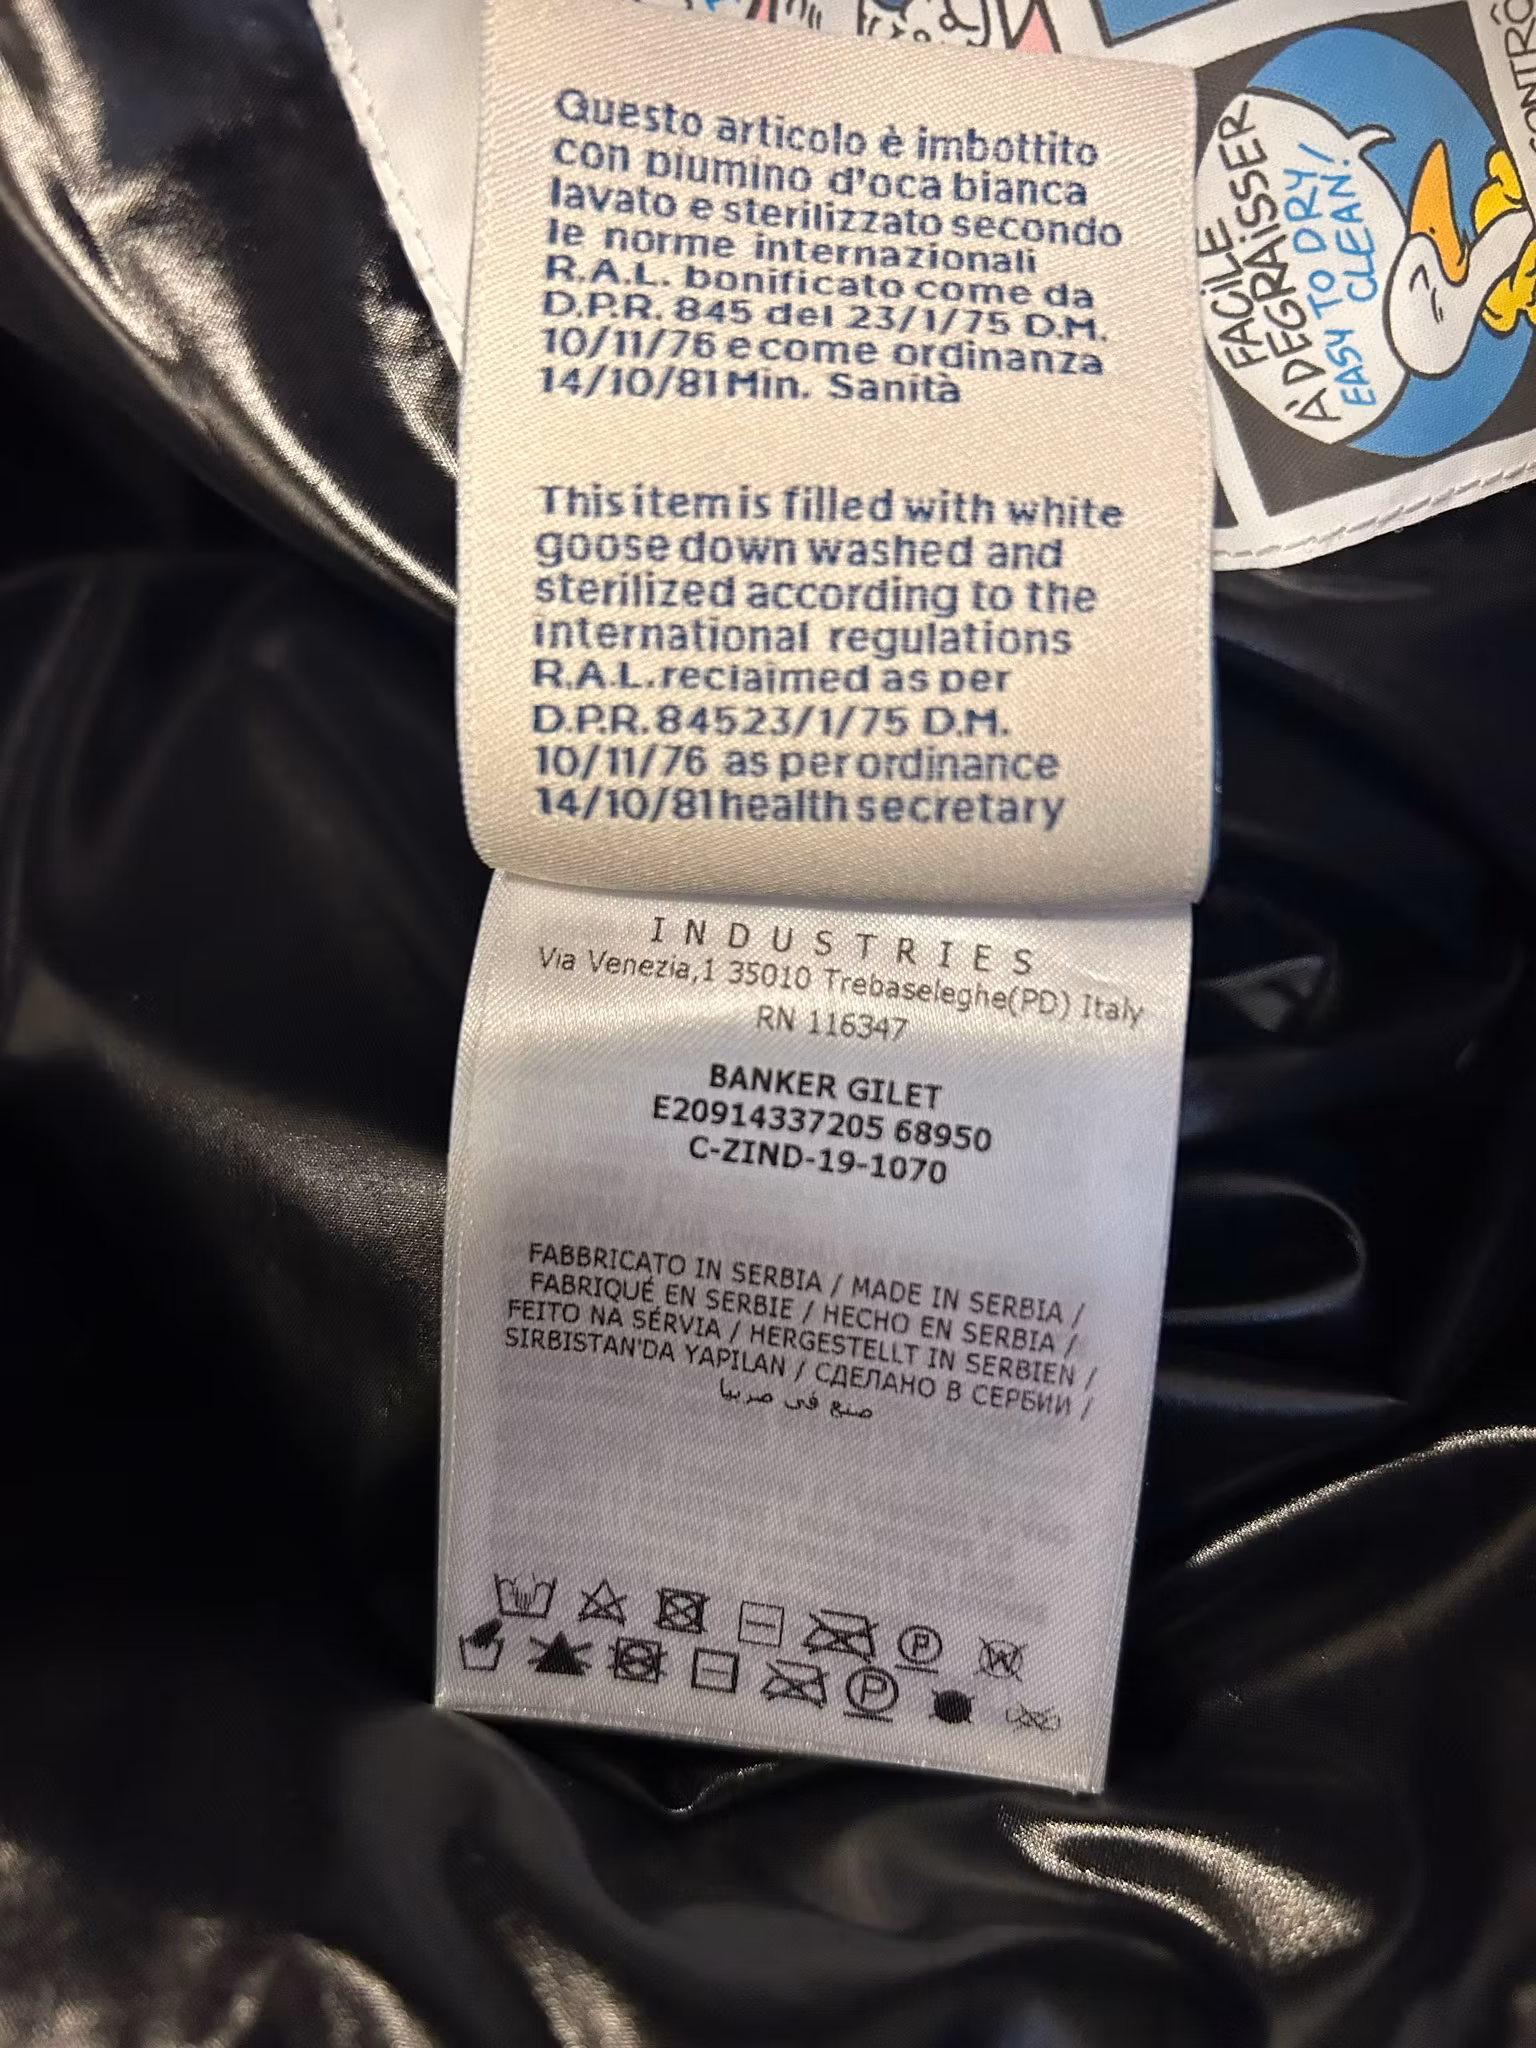 Questo articolo è imbottito
con piumino d'oca bianca
lavato e sterilizzato secondo
le norme internazionali
R.A.L. bonificato come da
D.P.R. 845 del 23/1/75 D.M.
10/11/76 e come ordinanza
14/10/81 Min. Sanità
This item is filled with white
goose down washed and
sterilized according to the
international regulations
R.A.L. reclaimed as per
D.P.R. 845 23/1/75 D.M.
10/11/76 as per ordinance
14/10/81 health secretary
INDUSTRIES
Via Venezia,1 35010 Trebaseleghe(PD) Italy
RN 116347
BANKER GILET
E20914337205 68950
C-ZIND-19-1070
FABBRICATO IN SERBIA / MADE IN SERBIA /
FABRIQUÉ EN SERBIE / HECHO EN SERBIA /
FEITO NA SÉRVIA / HERGESTELLT IN SERBIEN /
SIRBISTAN'DA YAPILAN / СДЕЛАНО В СЕРБИИ /
صنع في صربيا
P
W
P
FACiLE
À DEGRAiSSER
EASY TO DRY
CLEAN!